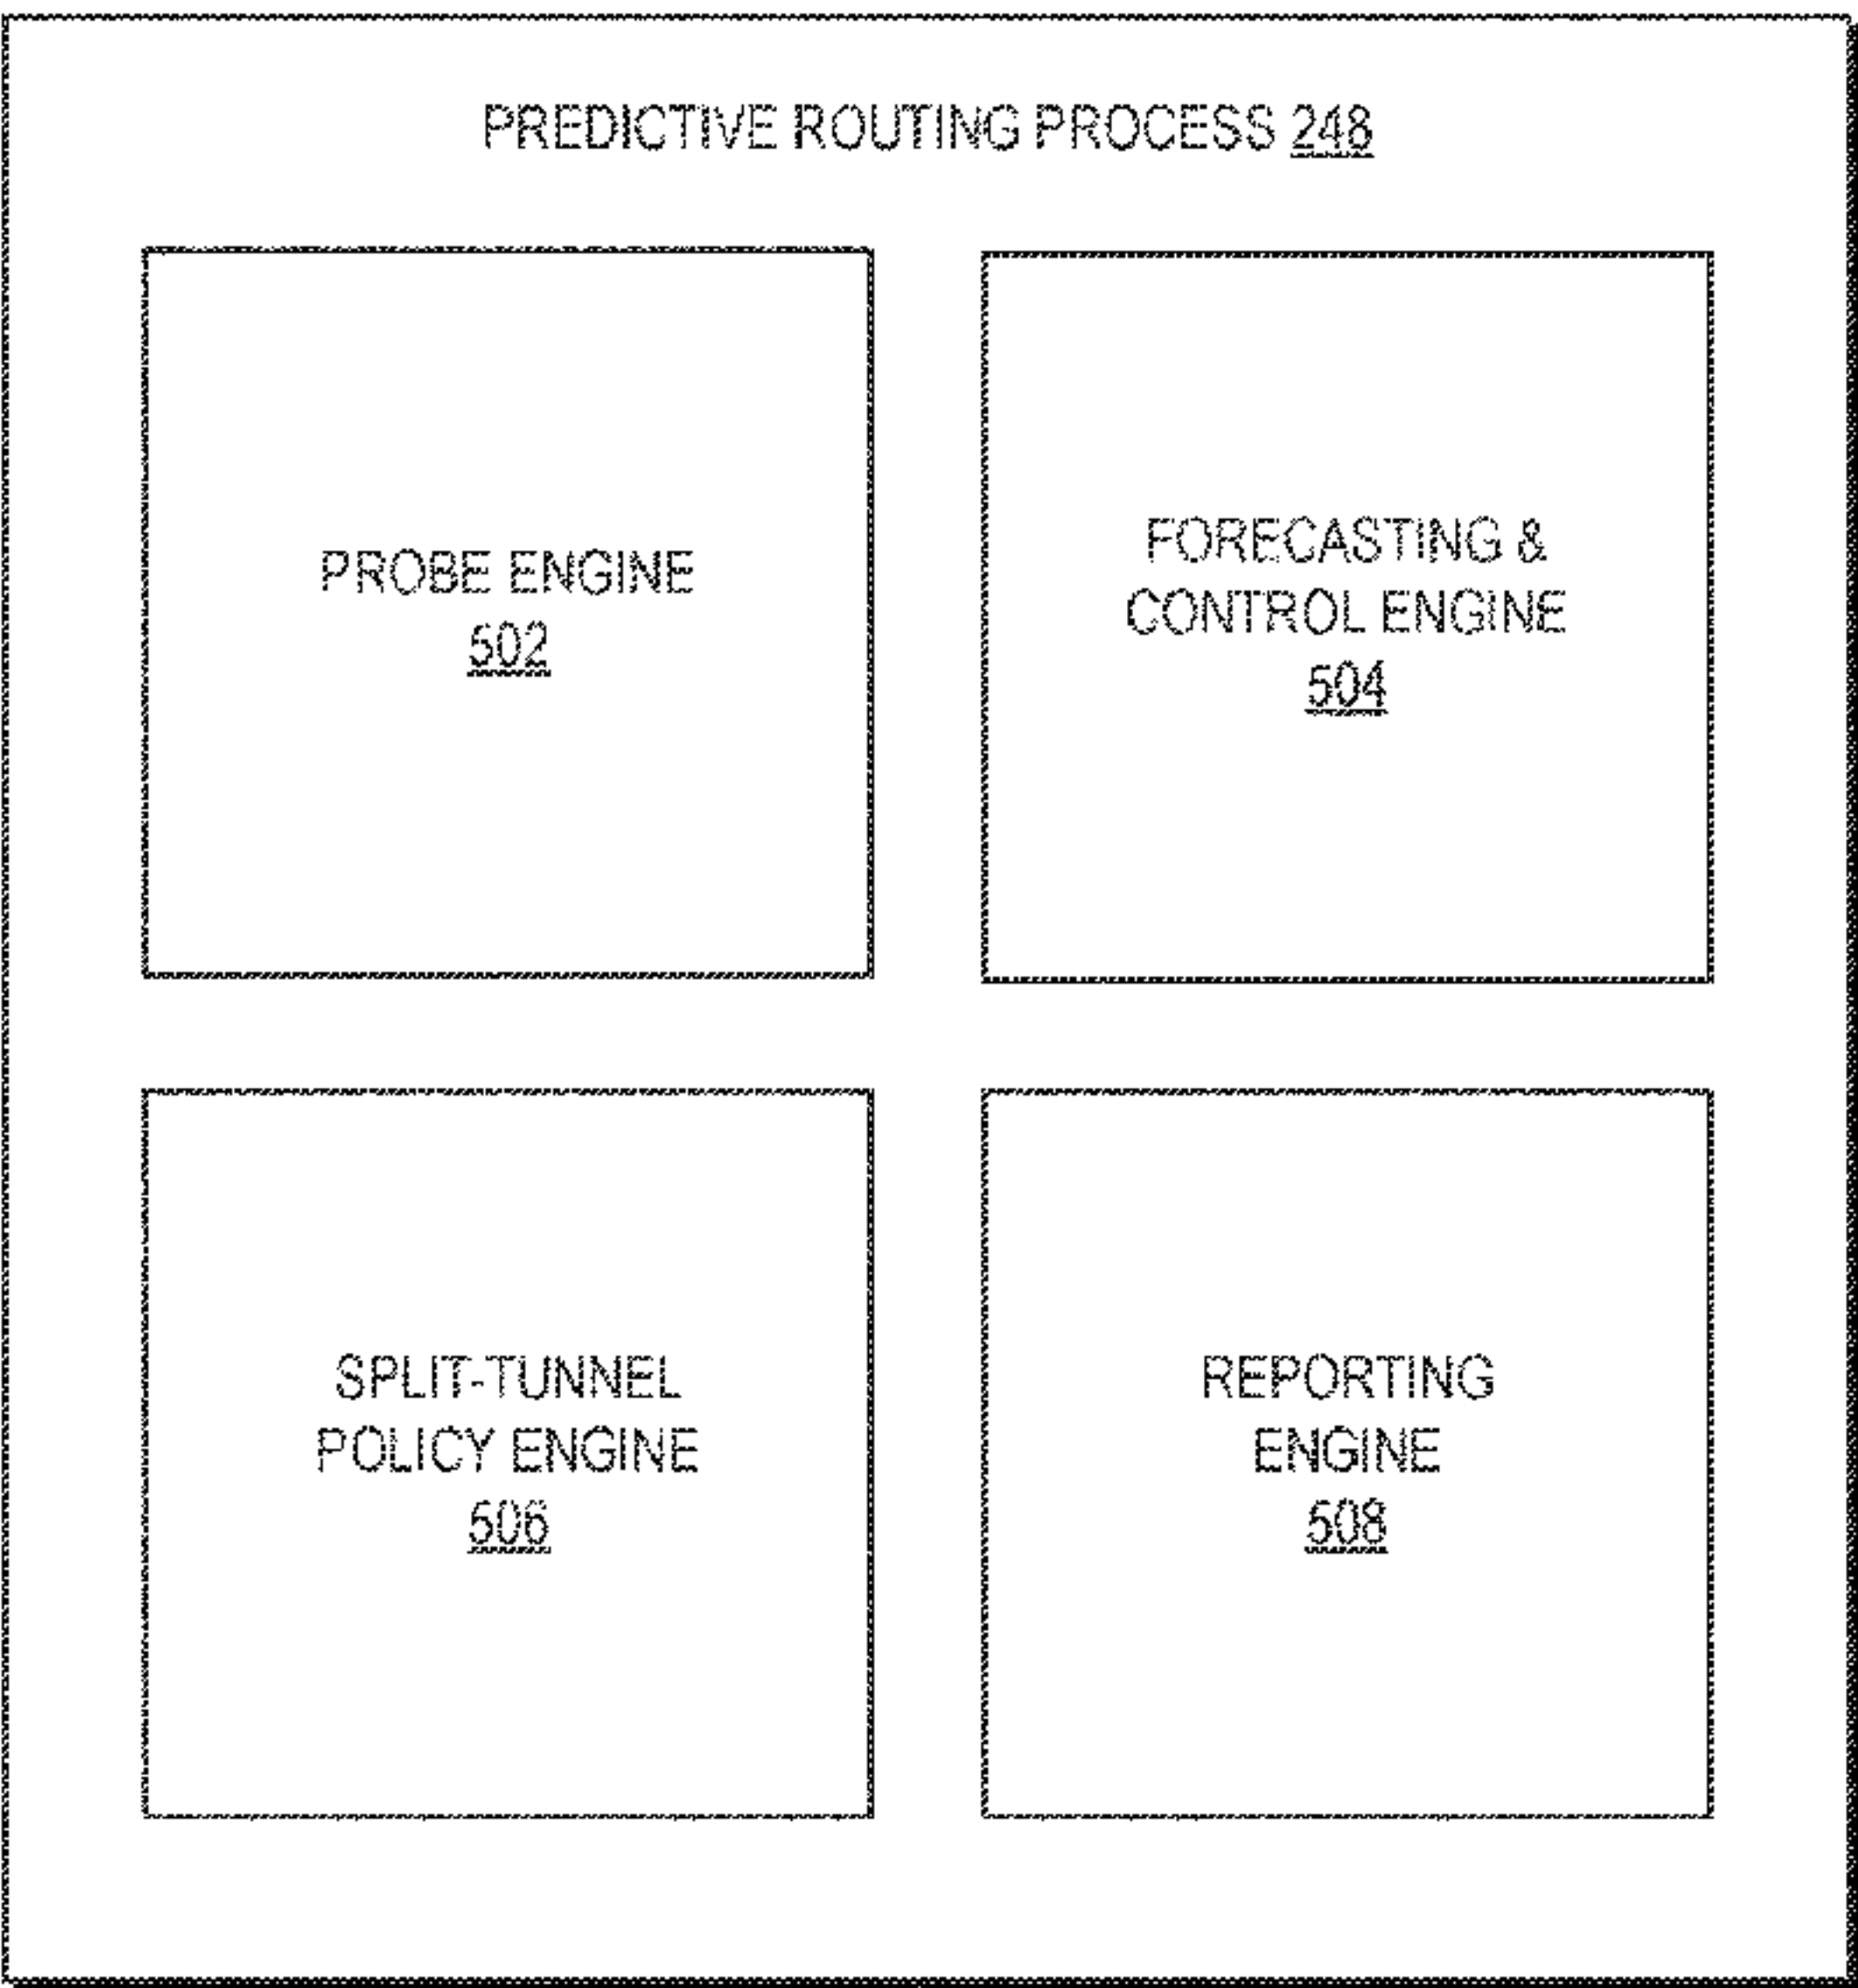 PREDICTIVE ROUTING PROCESS 248
PROBE ENGINE
502
FORECASTING &
CONTROL ENGINE
504
SPLIT-TUNNEL
POLICY ENGINE
506
REPORTING
ENGINE
508